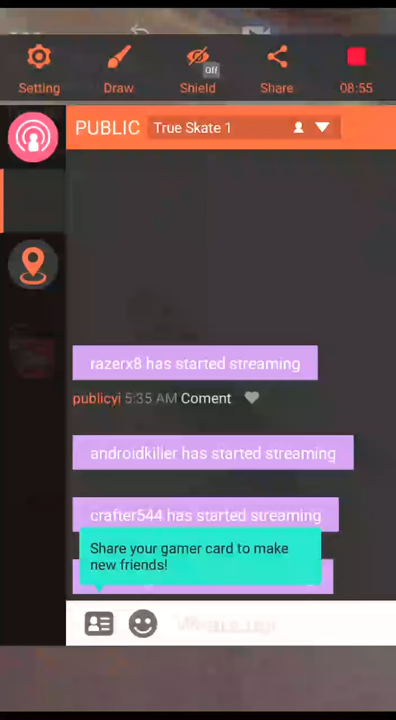 Off
Setting Draw Shield Share 08:55
PUBLIC True Skate 1
razerx8 has started streaming
publicyi 5:35 AM Coment
androidkilier has started streaming
crafter544 has started streaming
Share your gamer card to make
new friends!